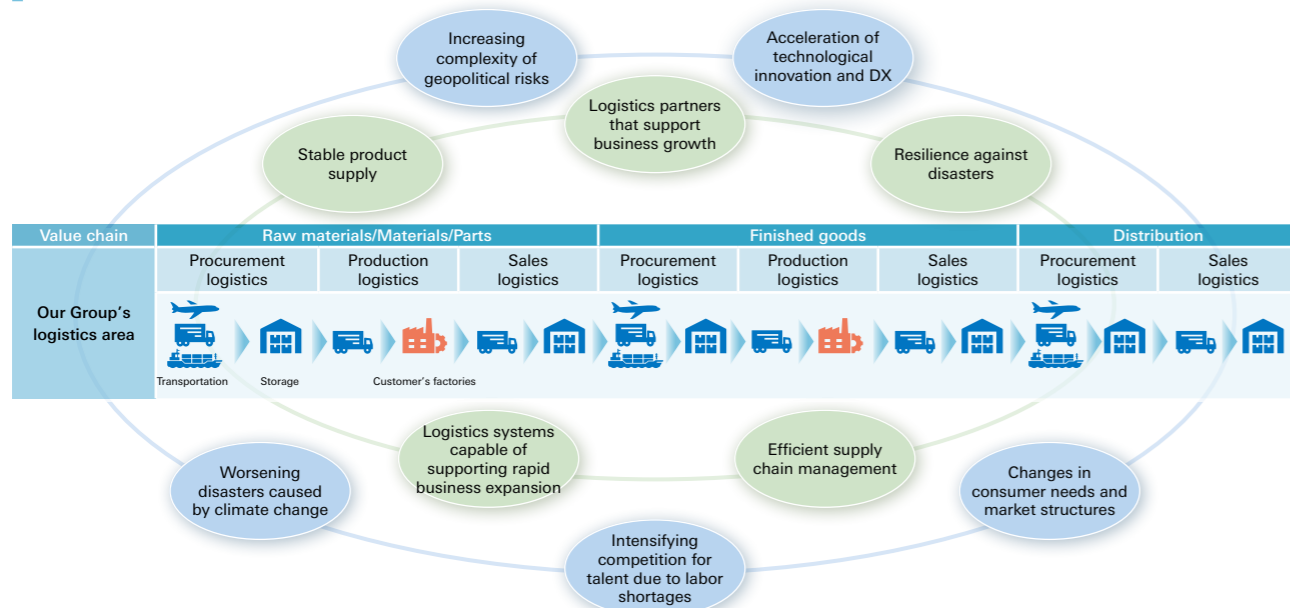 Increasing
complexity of
geopolitical risks
Acceleration of
technological
innovation and DX
Logistics partners
that support
business growth
Stable product
supply
Resilience against
disasters
Value chain
Raw materials/Materials/Parts
Finished goods
Distribution
Procurement
logistics
Production
logistics
Sales
logistics
Procurement
logistics
Production
logistics
Sales
logistics
Procurement
logistics
Sales
logistics
Our Group's
logistics area
Transportation
Storage
Customer's factories
Logistics systems
capable of
supporting rapid
business expansion
Efficient supply
chain management
Worsening
disasters caused
by climate change
Changes in
consumer needs and
market structures
Intensifying
competition for
talent due to labor
shortages